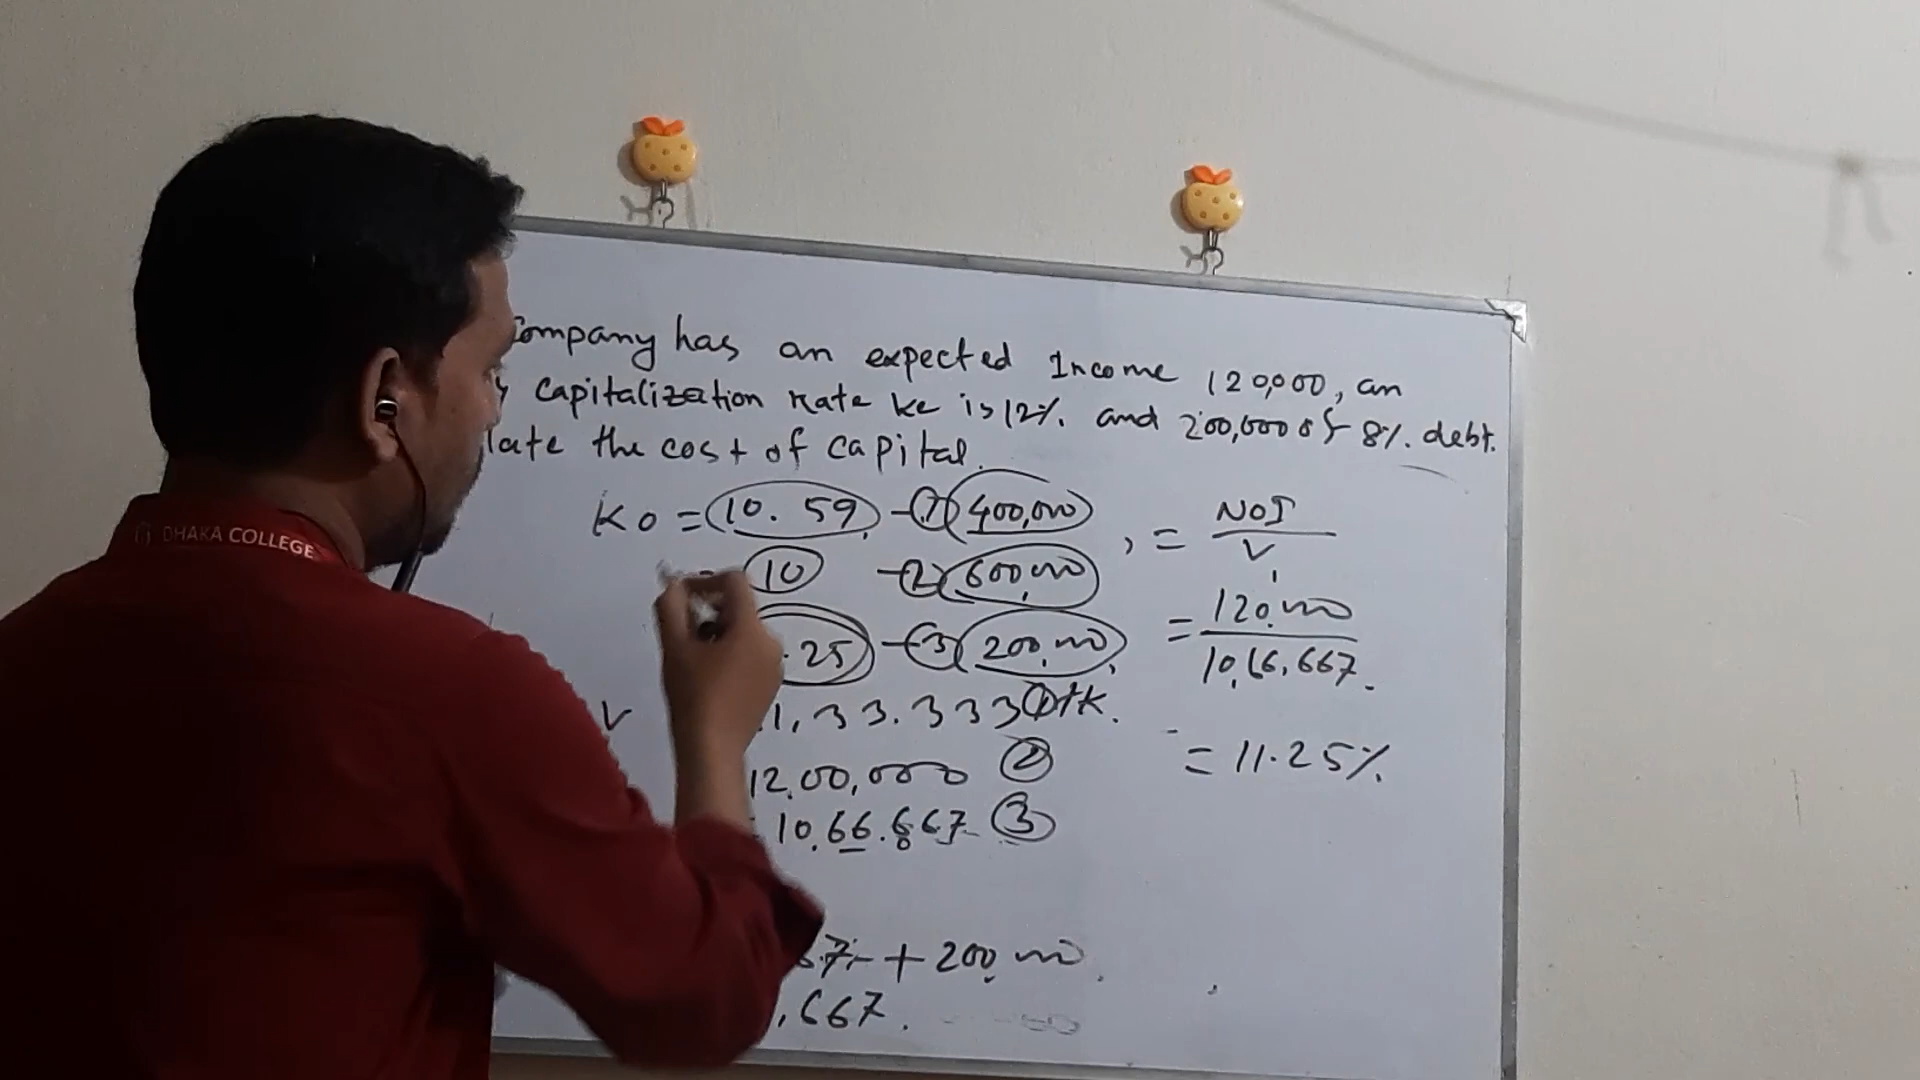 DHAKA COLLEGE
Company has an expected Income 120,000, an
capitalization rate ke is 12% and 200,000 of 8% debt.
late the cost of capital.
Ko = 10.59 - ① 400,000
10 - ② 600,000
.25 - ③ 200,000
V 1,33.333 ① tk.
12,00,000 ②
10.66.667 ③
67 + 200,000
,667.
, = NOI / V
= 120,000 / 10,66,667.
= 11.25%